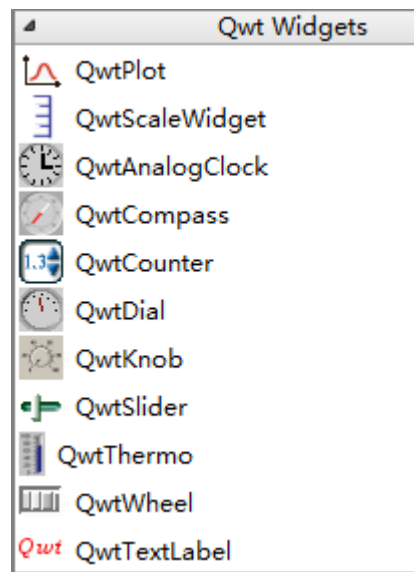 Qwt Widgets
QwtPlot
QwtScaleWidget
QwtAnalogClock
QwtCompass
1.3 QwtCounter
QwtDial
QwtKnob
QwtSlider
QwtThermo
QwtWheel
Qwt QwtTextLabel